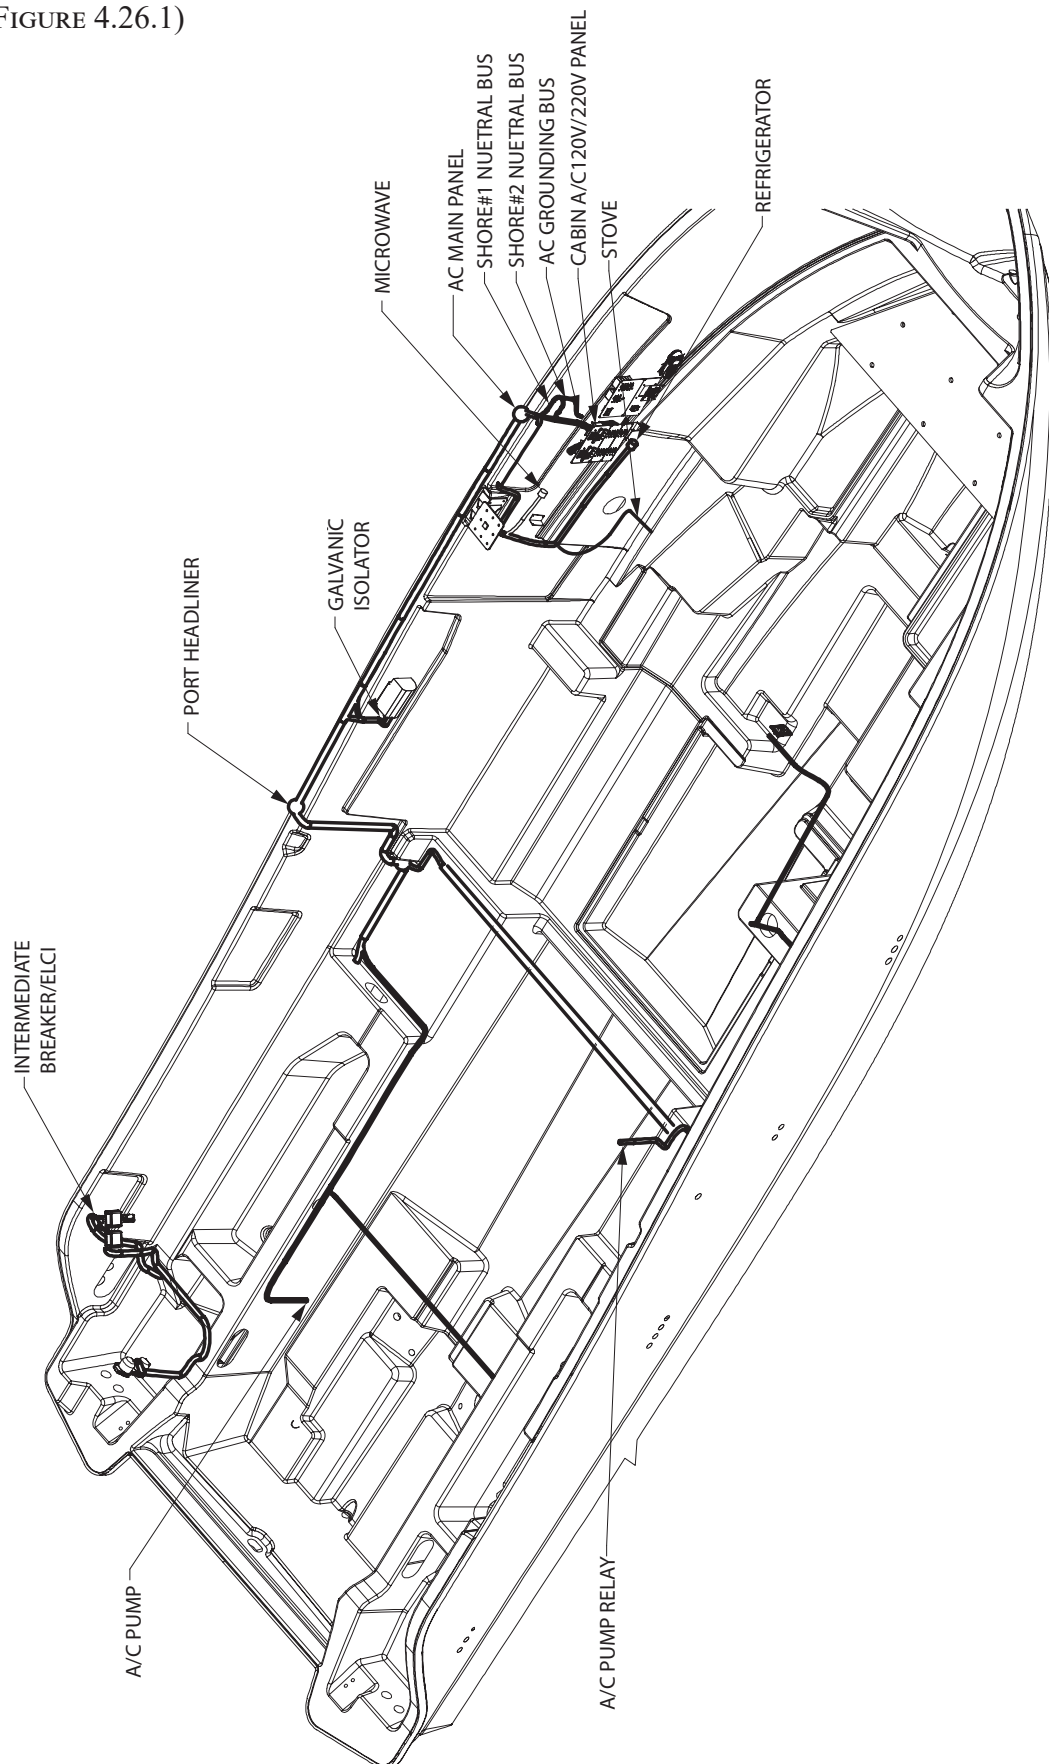 FIGURE 4.26.1)
INTERMEDIATE
BREAKER/ELCI
PORT HEADLINER
GALVANIC
ISOLATOR
MICROWAVE
AC MAIN PANEL
SHORE#1 NUETRAL BUS
SHORE#2 NUETRAL BUS
AC GROUNDING BUS
CABIN A/C120V/220V PANEL
STOVE
REFRIGERATOR
A/C PUMP
A/C PUMP RELAY